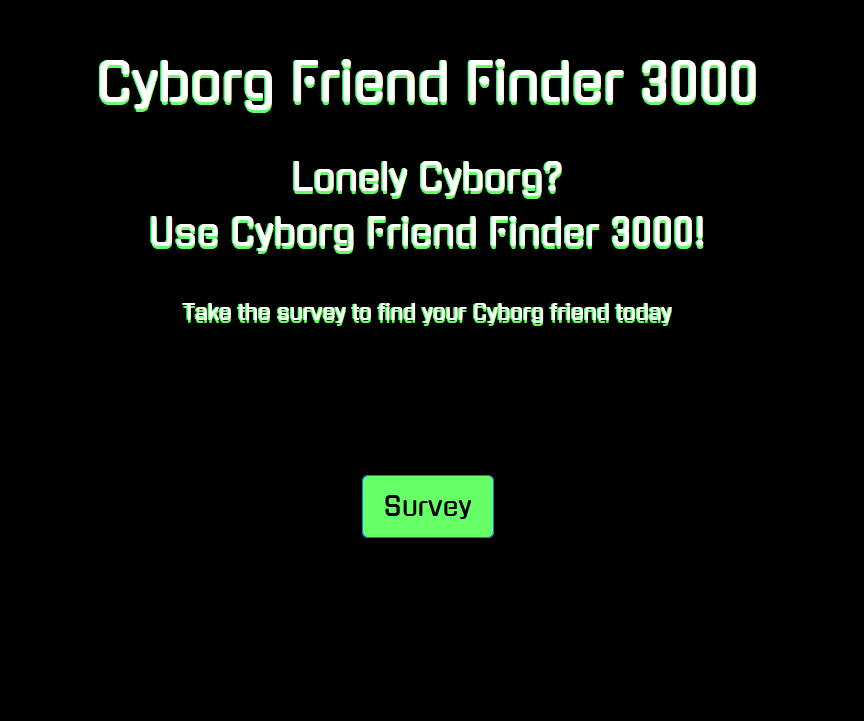 Cyborg Friend Finder 3000
Lonely Cyborg?
Use Cyborg Friend Finder 3000!
Take the survey to find your Cyborg friend today
Survey